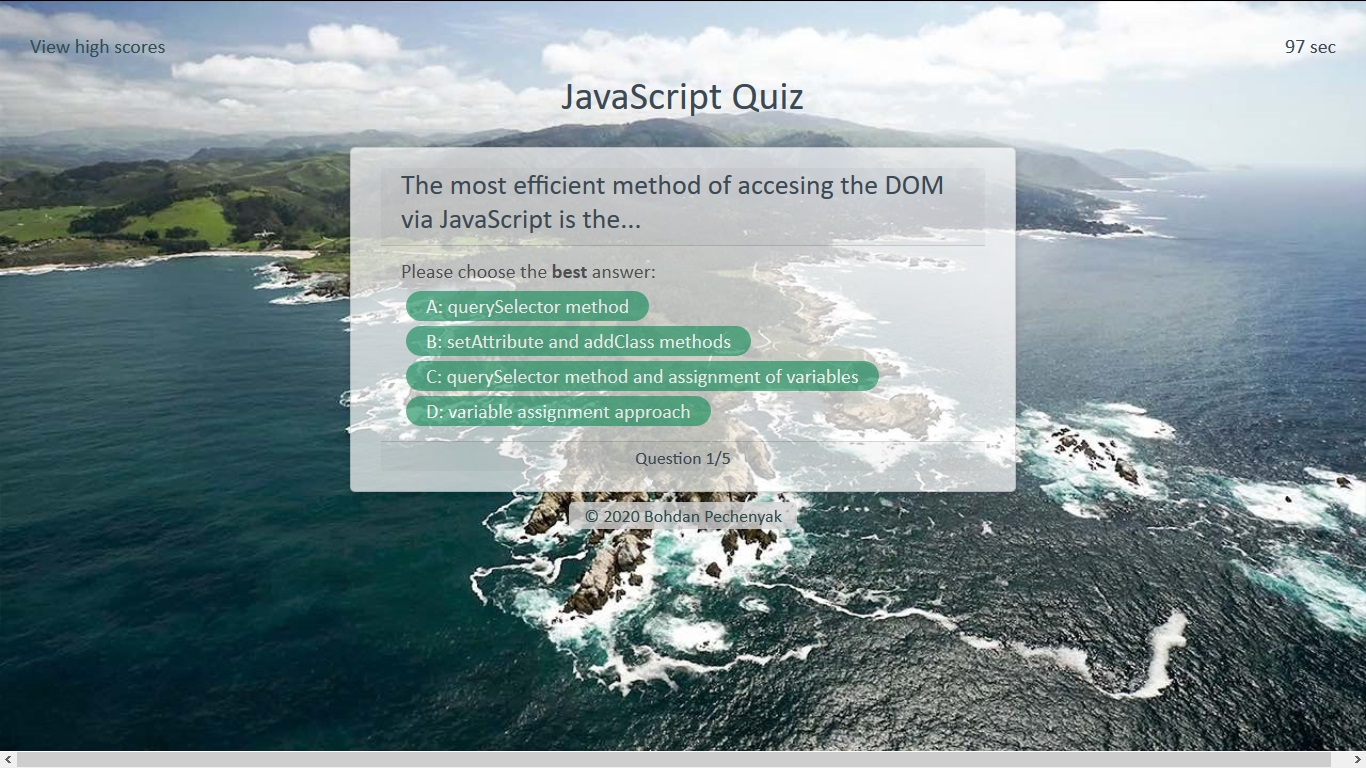 View high scores
97 sec
JavaScript Quiz
The most efficient method of accesing the DOM
via JavaScript is the...
Please choose the best answer:
A: querySelector method
B: setAttribute and addClass methods
C: querySelector method and assignment of variables
D: variable assignment approach
Question 1/5
© 2020 Bohdan Pechenyak